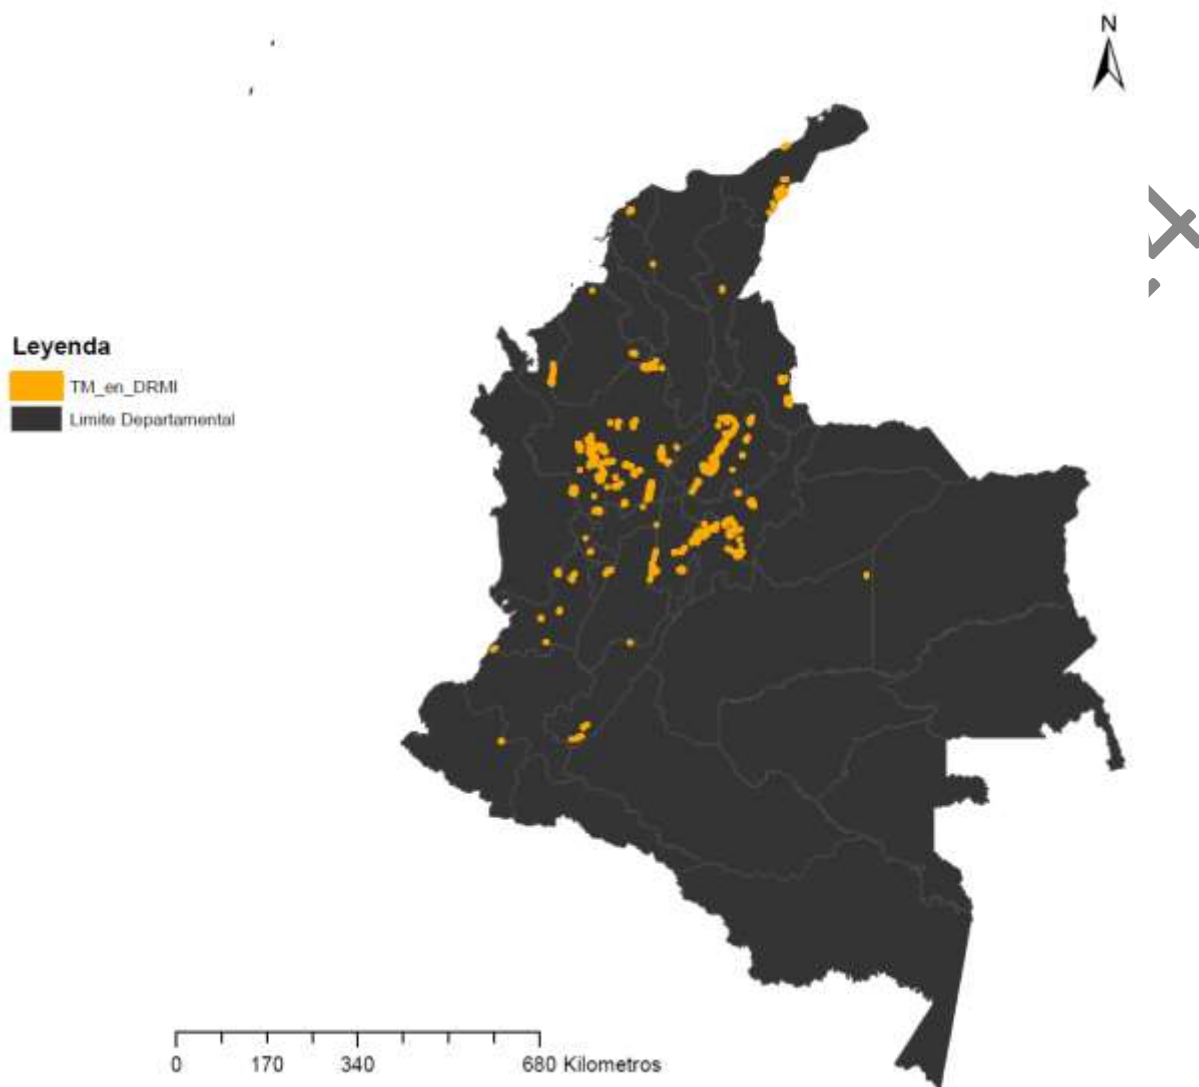 N
Leyenda
TM_en_DRMI
Limite Departamental
0 170 340 680 Kilometros